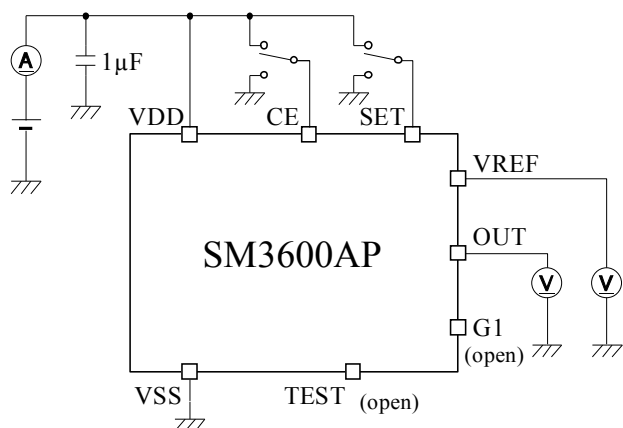 A
1µF
VDD
CE
SET
VREF
SM3600AP
OUT
V
V
G1
(open)
VSS
TEST
(open)